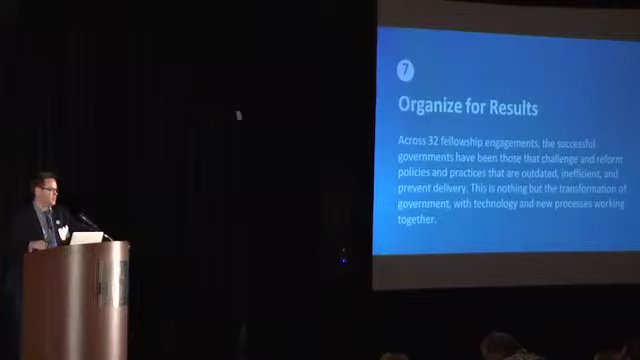 7
Organize for Results
Across 32 fellowship engagements, the successful
governments have been those that challenge and reform
policies and practices that are outdated, inefficient, and
prevent delivery. This is nothing but the transformation of
government, with technology and new processes working
together.